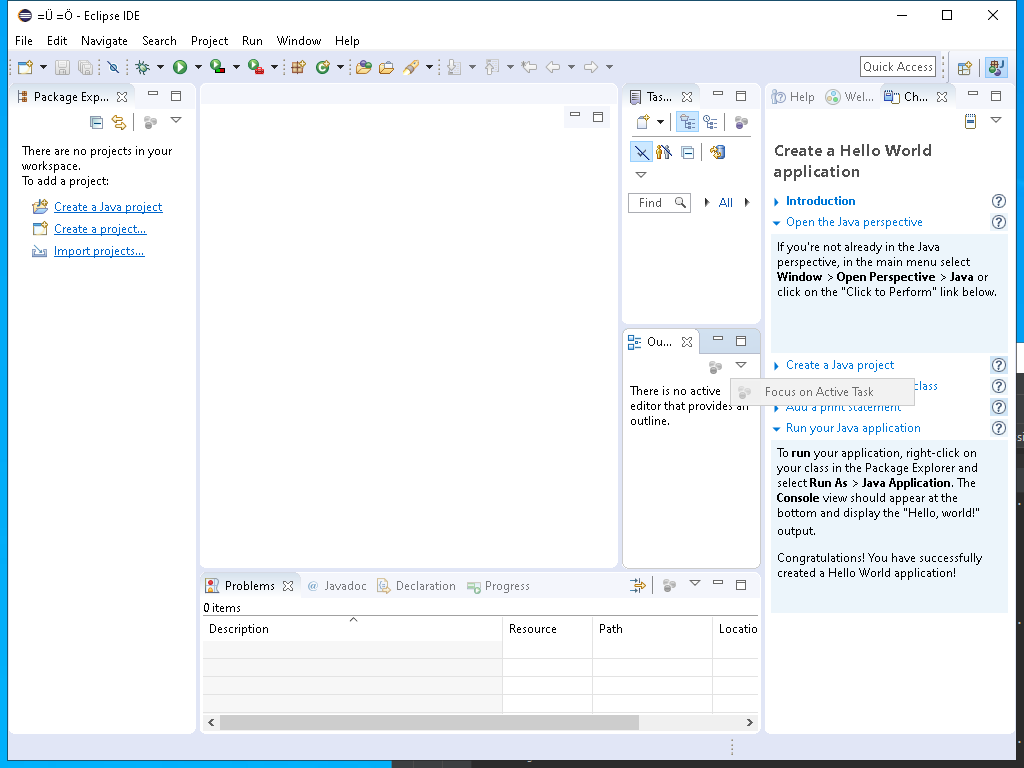 =Ü =Ö - Eclipse IDE
File Edit Navigate Search Project Run Window Help
Quick Access
Package Exp...
There are no projects in your
workspace.
To add a project:
Create a Java project
Create a project...
Import projects...
Tas...
Find
All
Ou...
There is no active
editor that provides an
outline.
Focus on Active Task
Help Wel... Ch...
Create a Hello World
application
Introduction
Open the Java perspective
If you're not already in the Java
perspective, in the main menu select
Window > Open Perspective > Java or
click on the "Click to Perform" link below.
Create a Java project
class
Add a print statement
Run your Java application
To run your application, right-click on
your class in the Package Explorer and
select Run As > Java Application. The
Console view should appear at the
bottom and display the "Hello, world!"
output.
Congratulations! You have successfully
created a Hello World application!
Problems @ Javadoc Declaration Progress
0 items
Description Resource Path Locatio